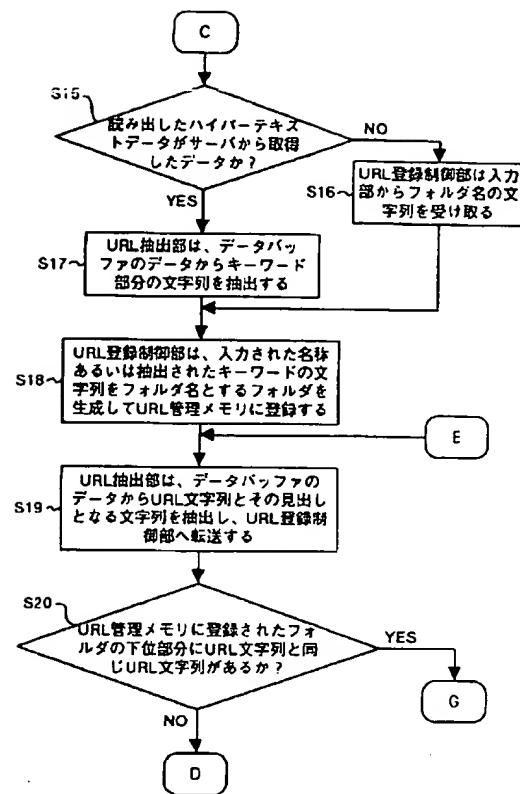 C
S15
読み出したハイパーテキス
トデータがサーバから取得
したデータか？
NO
YES
S16
URL登録制御部は入力
部からフォルダ名の文
字列を受け取る
S17
URL抽出部は、データバッ
ファのデータからキーワード
部分の文字列を抽出する
S18
URL登録制御部は、入力された名称
あるいは抽出されたキーワードの文
字列をフォルダ名とするフォルダを
生成してURL管理メモリに登録する
E
S19
URL抽出部は、データバッファの
データからURL文字列とその見出し
となる文字列を抽出し、URL登録制
御部へ転送する
S20
URL管理メモリに登録されたフォル
ダの下位部分にURL文字列と同
じURL文字列があるか？
YES
G
NO
D